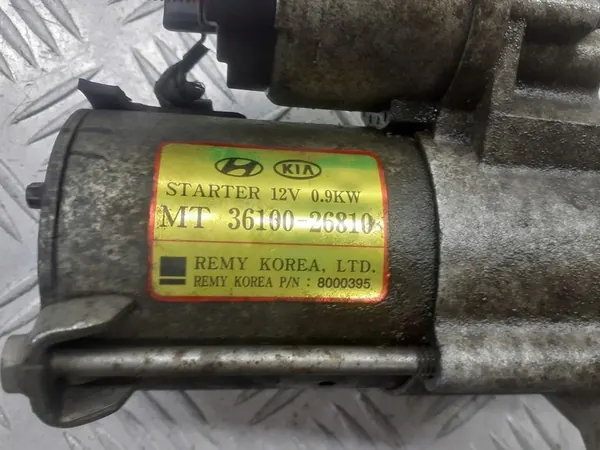 KIA
STARTER 12V 0.9KW
MT 36100-26810
REMY KOREA, LTD.
REMY KOREA P/N : 8000395